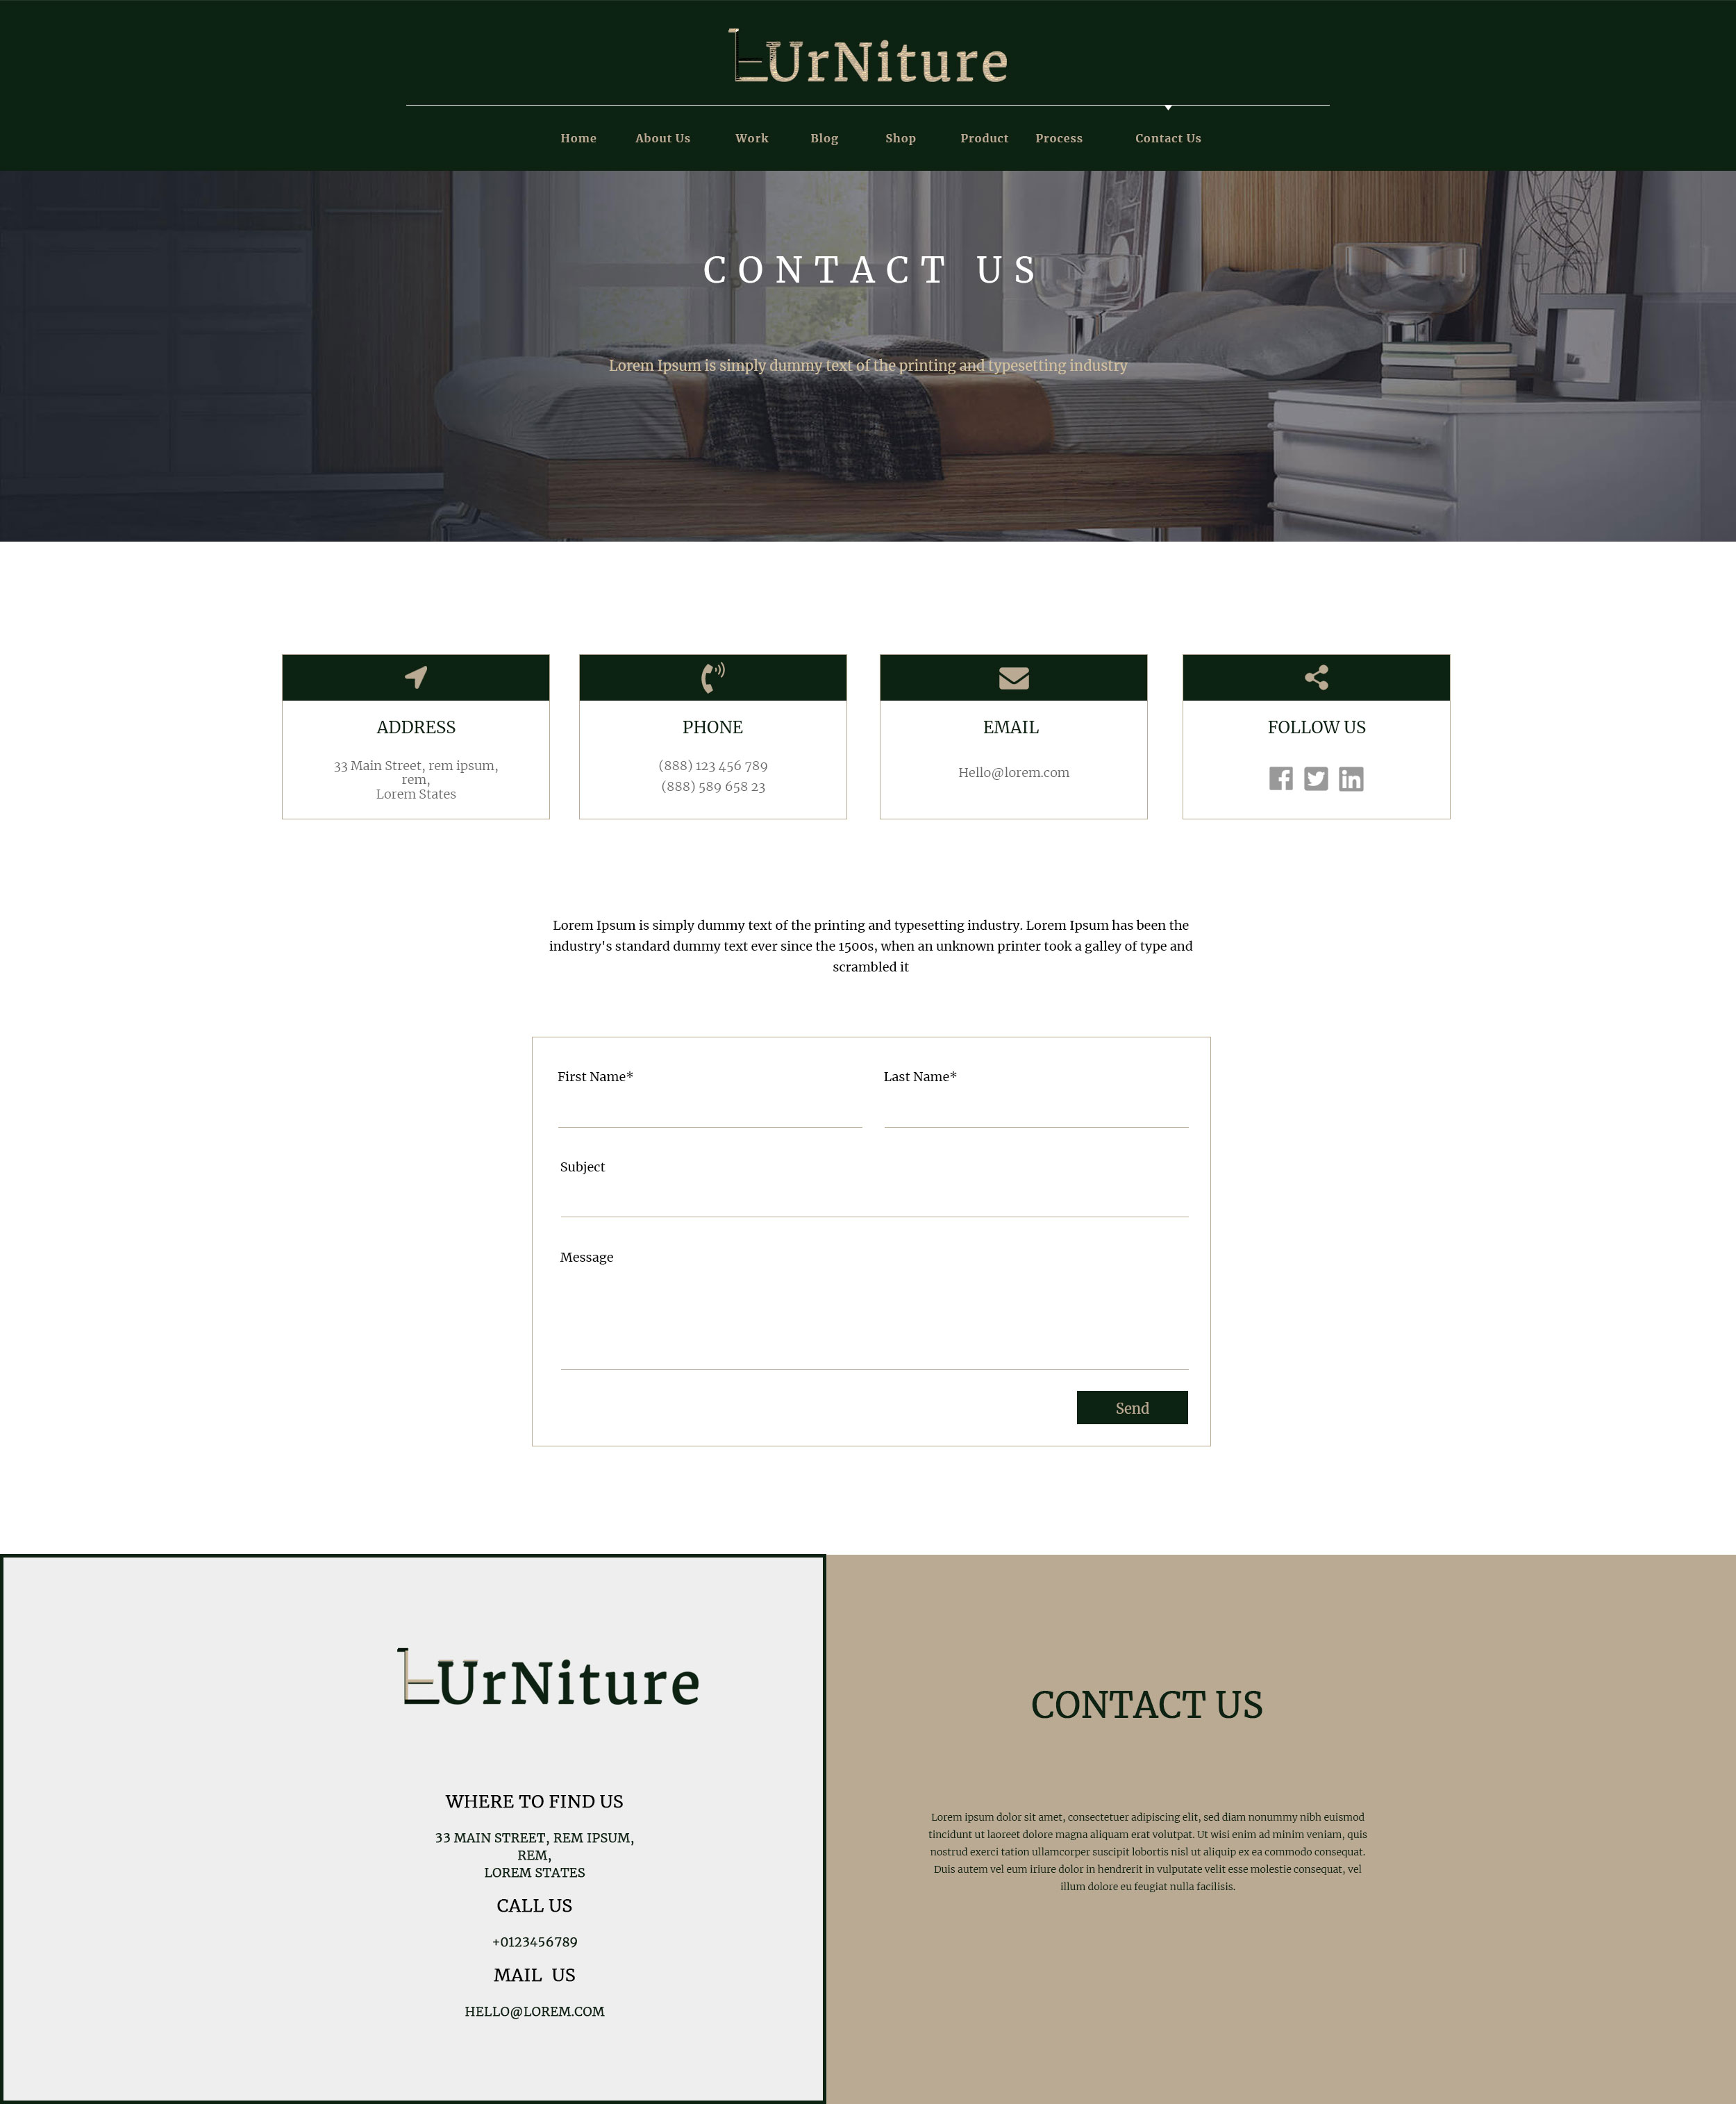 UrNiture
Home About Us Work Blog Shop Product Process Contact Us
CONTACT US
Lorem Ipsum is simply dummy text of the printing and typesetting industry
ADDRESS
33 Main Street, rem ipsum,
rem,
Lorem States
PHONE
(888) 123 456 789
(888) 589 658 23
EMAIL
Hello@lorem.com
FOLLOW US
Lorem Ipsum is simply dummy text of the printing and typesetting industry. Lorem Ipsum has been the
industry's standard dummy text ever since the 1500s, when an unknown printer took a galley of type and
scrambled it
First Name*
Last Name*
Subject
Message
Send
UrNiture
WHERE TO FIND US
33 MAIN STREET, REM IPSUM,
REM,
LOREM STATES
CALL US
+0123456789
MAIL US
HELLO@LOREM.COM
CONTACT US
Lorem ipsum dolor sit amet, consectetuer adipiscing elit, sed diam nonummy nibh euismod
tincidunt ut laoreet dolore magna aliquam erat volutpat. Ut wisi enim ad minim veniam, quis
nostrud exerci tation ullamcorper suscipit lobortis nisl ut aliquip ex ea commodo consequat.
Duis autem vel eum iriure dolor in hendrerit in vulputate velit esse molestie consequat, vel
illum dolore eu feugiat nulla facilisis.